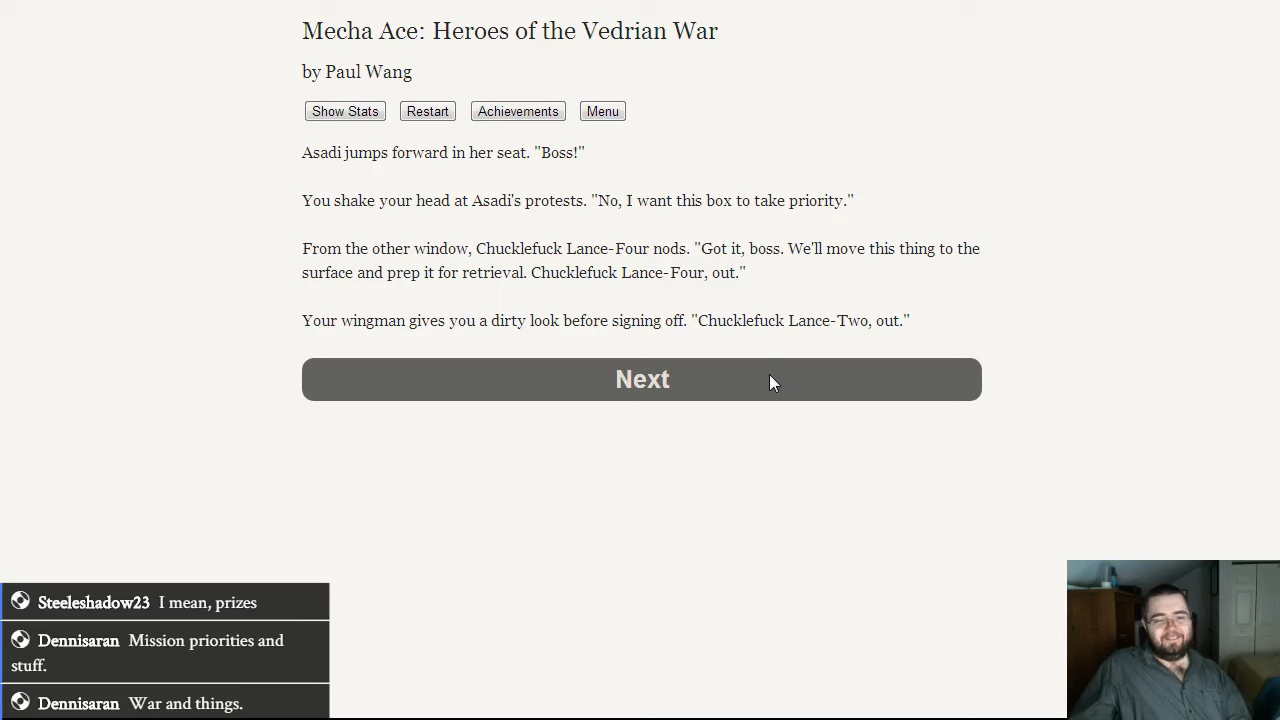 Mecha Ace: Heroes of the Vedrian War
by Paul Wang
Show Stats Restart Achievements Menu
Asadi jumps forward in her seat. "Boss!"
You shake your head at Asadi's protests. "No, I want this box to take priority."
From the other window, Chucklefuck Lance-Four nods. "Got it, boss. We'll move this thing to the
surface and prep it for retrieval. Chucklefuck Lance-Four, out."
Your wingman gives you a dirty look before signing off. "Chucklefuck Lance-Two, out."
Next
Steeleshadow23 I mean, prizes
Dennisaran Mission priorities and
stuff.
Dennisaran War and things.